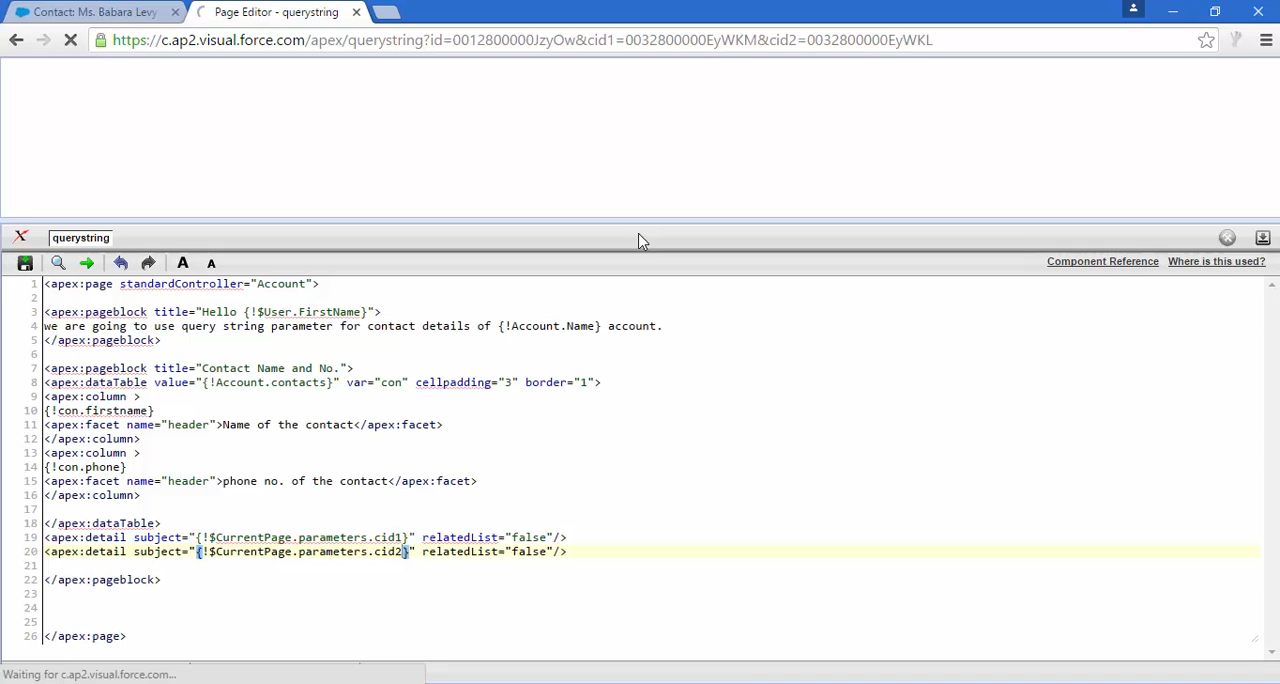 Contact: Ms. Babara Levy
Page Editor - querystring
https://c.ap2.visual.force.com/apex/querystring?id=0012800000JzyOw&cid1=0032800000EyWKM&cid2=0032800000EyWKL
querystring
A A
Component Reference Where is this used?
1 <apex:page standardController="Account">
2
3 <apex:pageblock title="Hello {!$User.FirstName}">
4 we are going to use query string parameter for contact details of {!Account.Name} account.
5 </apex:pageblock>
6
7 <apex:pageblock title="Contact Name and No.">
8 <apex:dataTable value="{!Account.contacts}" var="con" cellpadding="3" border="1">
9 <apex:column >
10 {!con.firstname}
11 <apex:facet name="header">Name of the contact</apex:facet>
12 </apex:column>
13 <apex:column >
14 {!con.phone}
15 <apex:facet name="header">phone no. of the contact</apex:facet>
16 </apex:column>
17
18 </apex:dataTable>
19 <apex:detail subject="{!$CurrentPage.parameters.cid1}" relatedList="false"/>
20 <apex:detail subject="{!$CurrentPage.parameters.cid2}" relatedList="false"/>
21
22 </apex:pageblock>
23
24
25
26 </apex:page>
Waiting for c.ap2.visual.force.com...